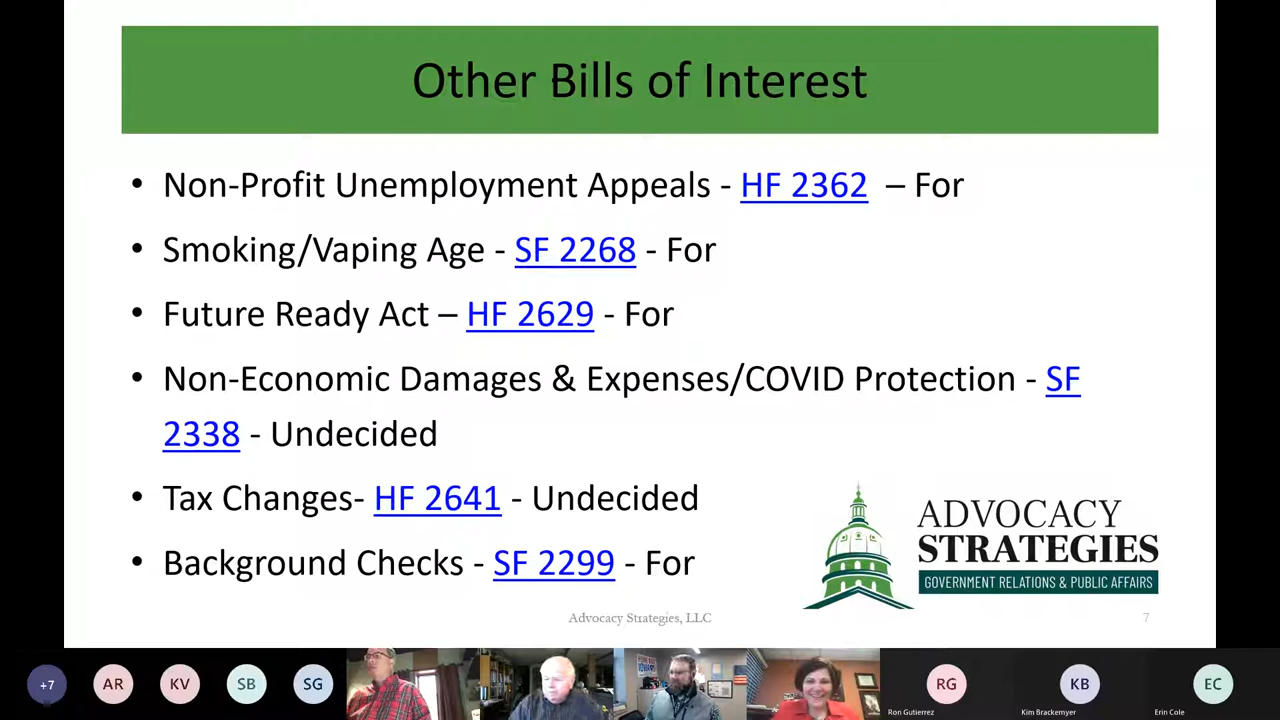 Other Bills of Interest
• Non-Profit Unemployment Appeals - HF 2362 – For
• Smoking/Vaping Age - SF 2268 - For
• Future Ready Act – HF 2629 - For
• Non-Economic Damages & Expenses/COVID Protection - SF
2338 - Undecided
• Tax Changes- HF 2641 - Undecided
• Background Checks - SF 2299 - For
ADVOCACY
STRATEGIES
GOVERNMENT RELATIONS & PUBLIC AFFAIRS
Advocacy Strategies, LLC
7
+7
AR
KV
SB
SG
RG
KB
EC
Ron Gutierrez
Kim Brackemyer
Erin Cole